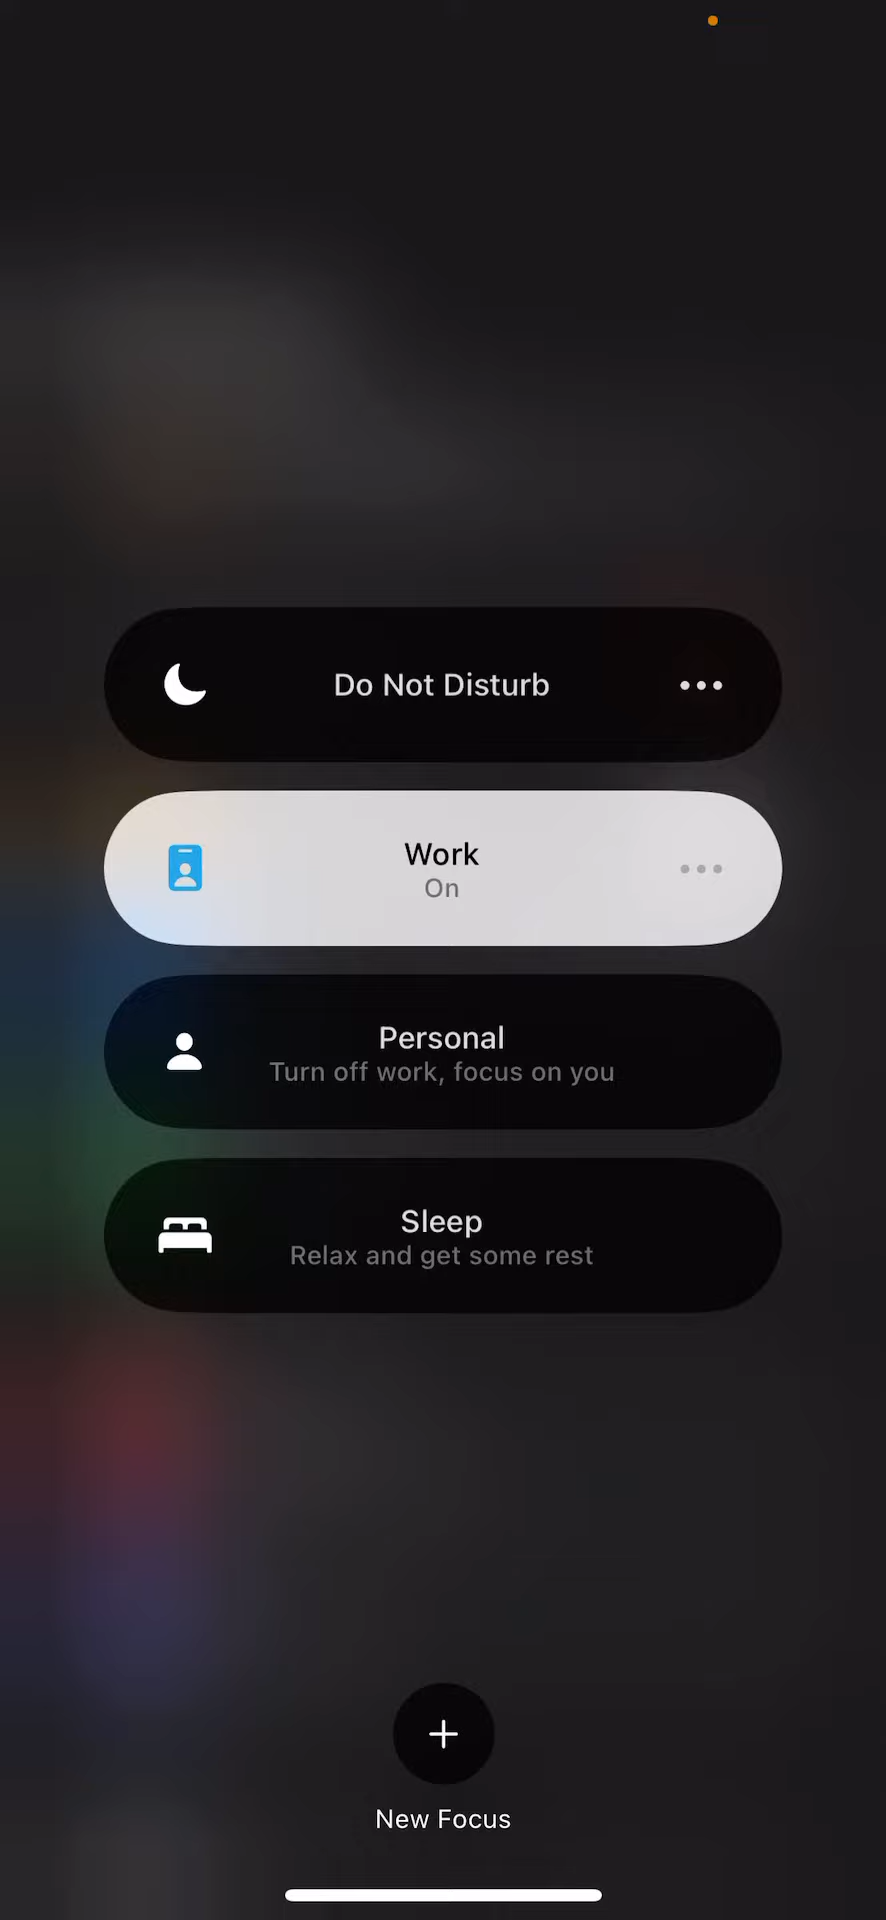 Do Not Disturb
Work
On
Personal
Turn off work, focus on you
Sleep
Relax and get some rest
New Focus